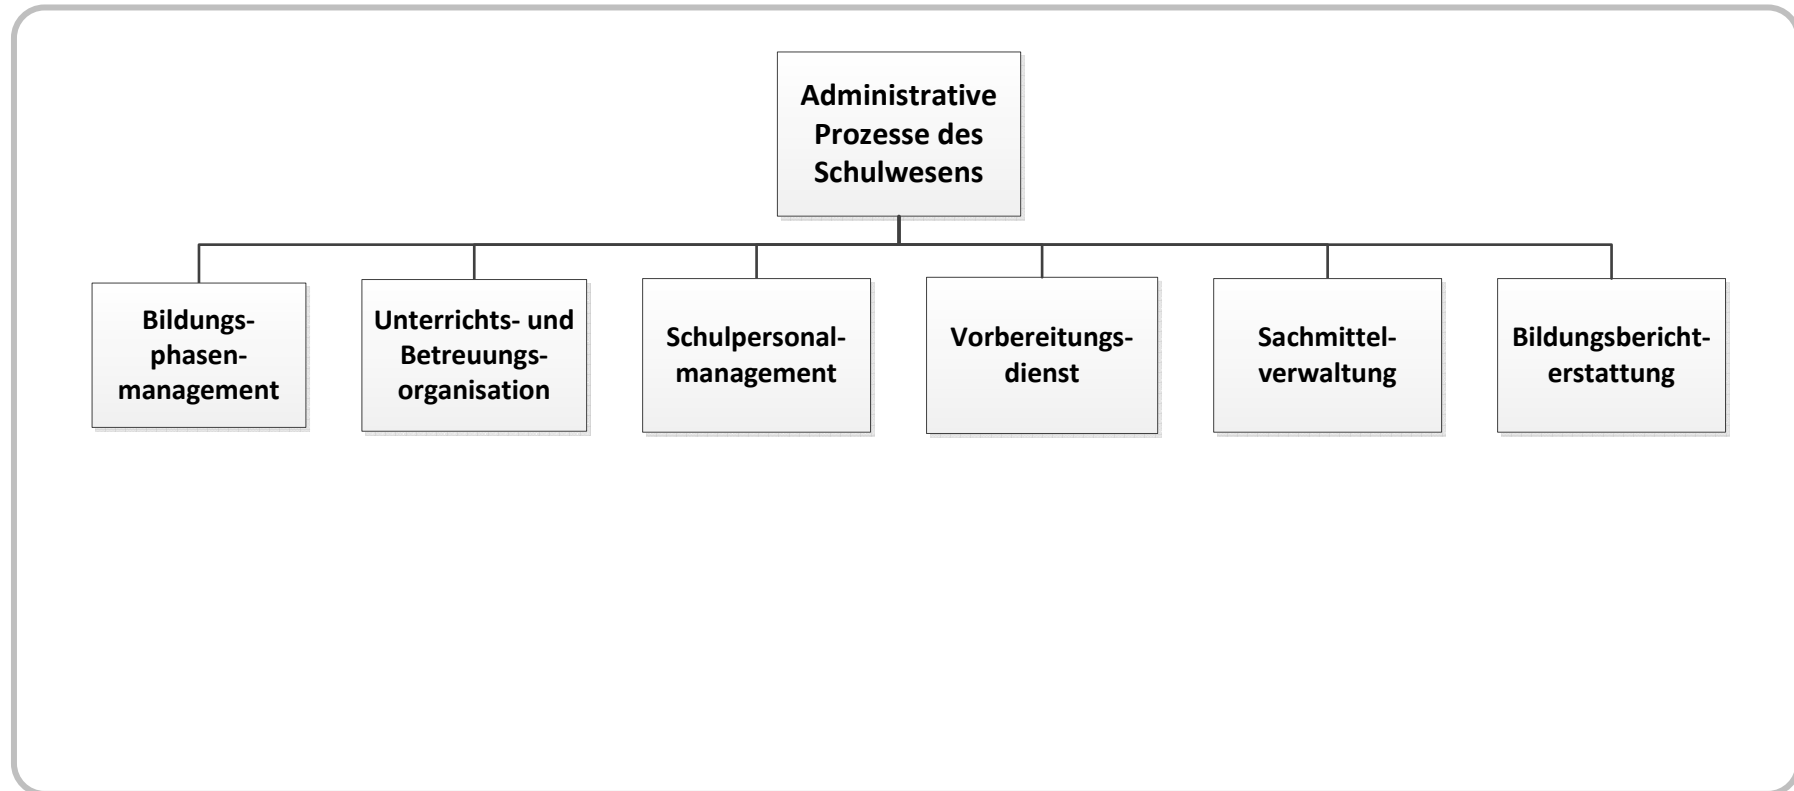 Administrative
Prozesse des
Schulwesens
Bildungs-
phasen-
management
Unterrichts- und
Betreuungs-
organisation
Schulpersonal-
management
Vorbereitungs-
dienst
Sachmittel-
verwaltung
Bildungsbericht-
erstattung